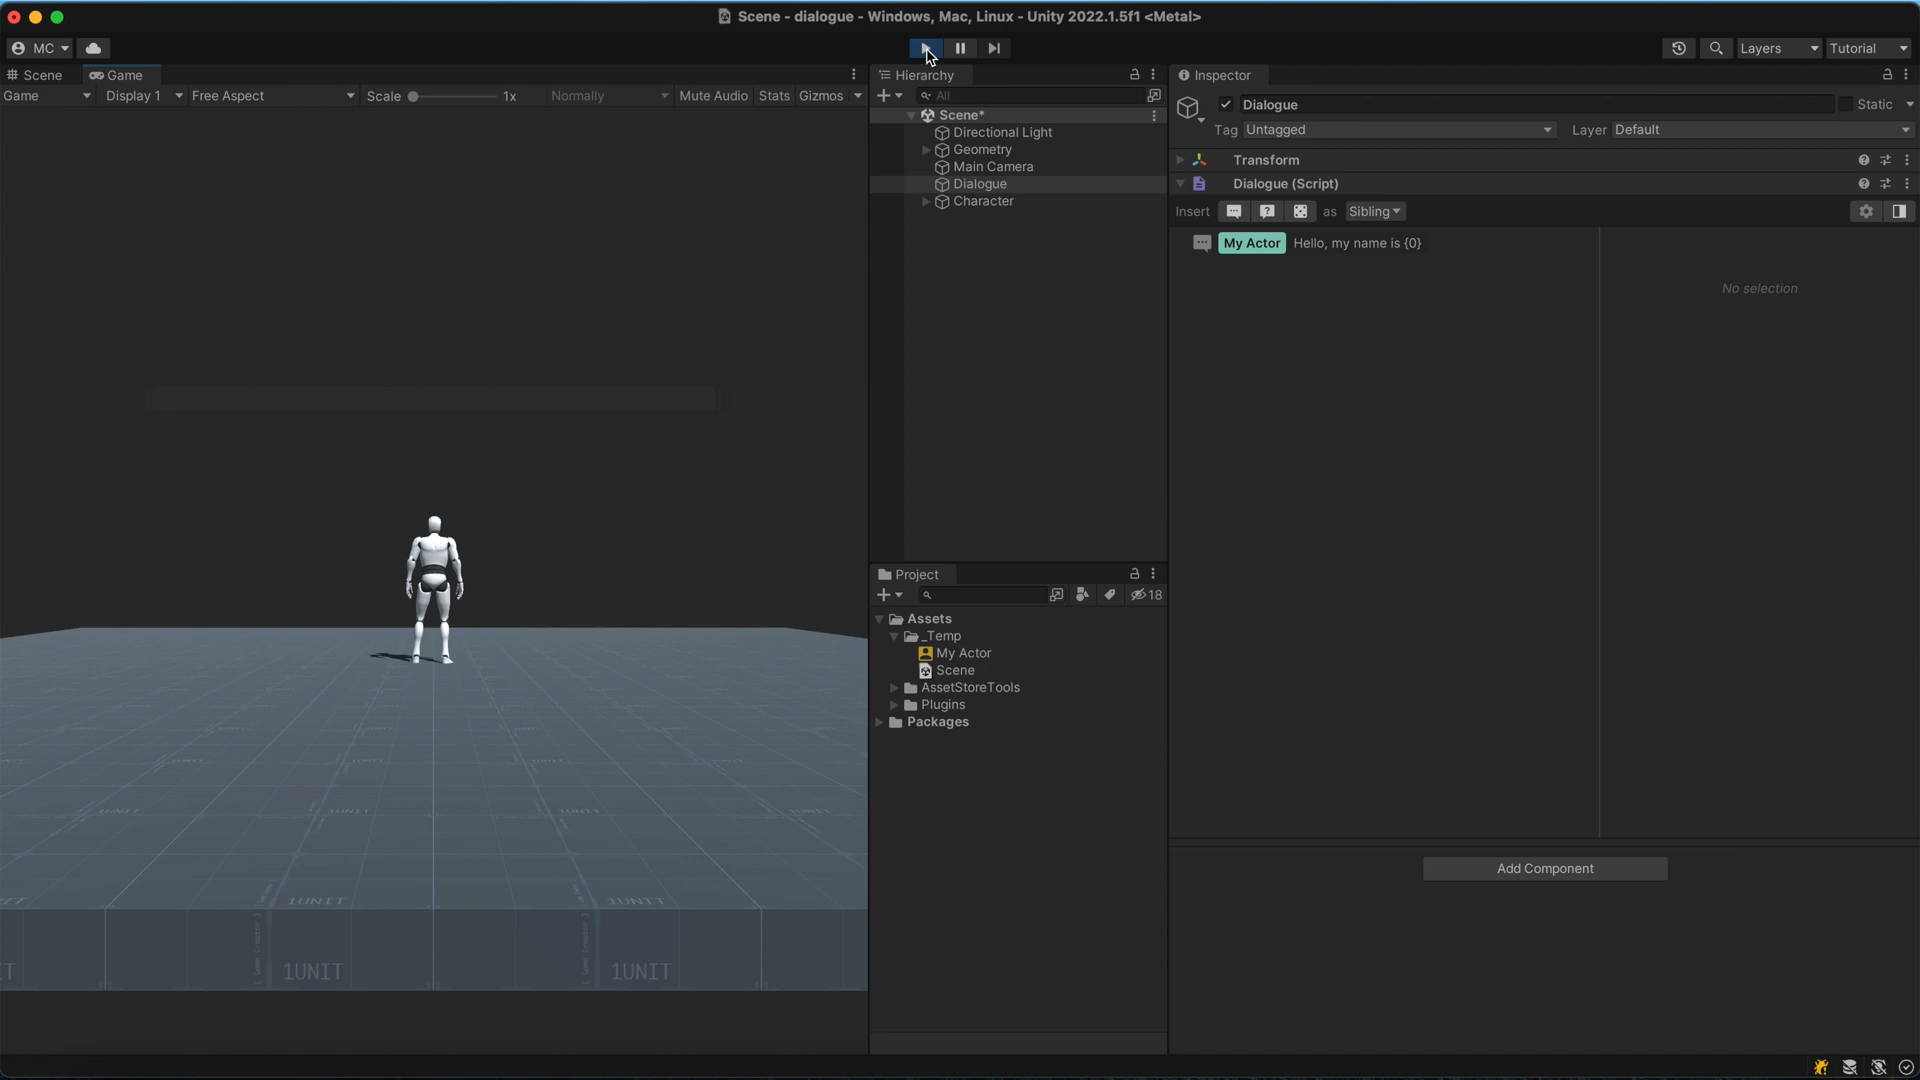 Scene - dialogue - Windows, Mac, Linux - Unity 2022.1.5f1 <Metal>
MC
Layers
Tutorial
Scene
Game
Hierarchy
Inspector
Game
Display 1
Free Aspect
Scale
1x
Normally
Mute Audio
Stats
Gizmos
All
Dialogue
Static
Tag
Untagged
Layer
Default
Scene*
Directional Light
Geometry
Main Camera
Dialogue
Character
Transform
Dialogue (Script)
Insert
as
Sibling
My Actor
Hello, my name is {0}
No selection
Project
18
Assets
_Temp
My Actor
Scene
AssetStoreTools
Plugins
Packages
Add Component
1UNIT
1UNIT
1UNIT
1UNIT
1UNIT
1UNIT